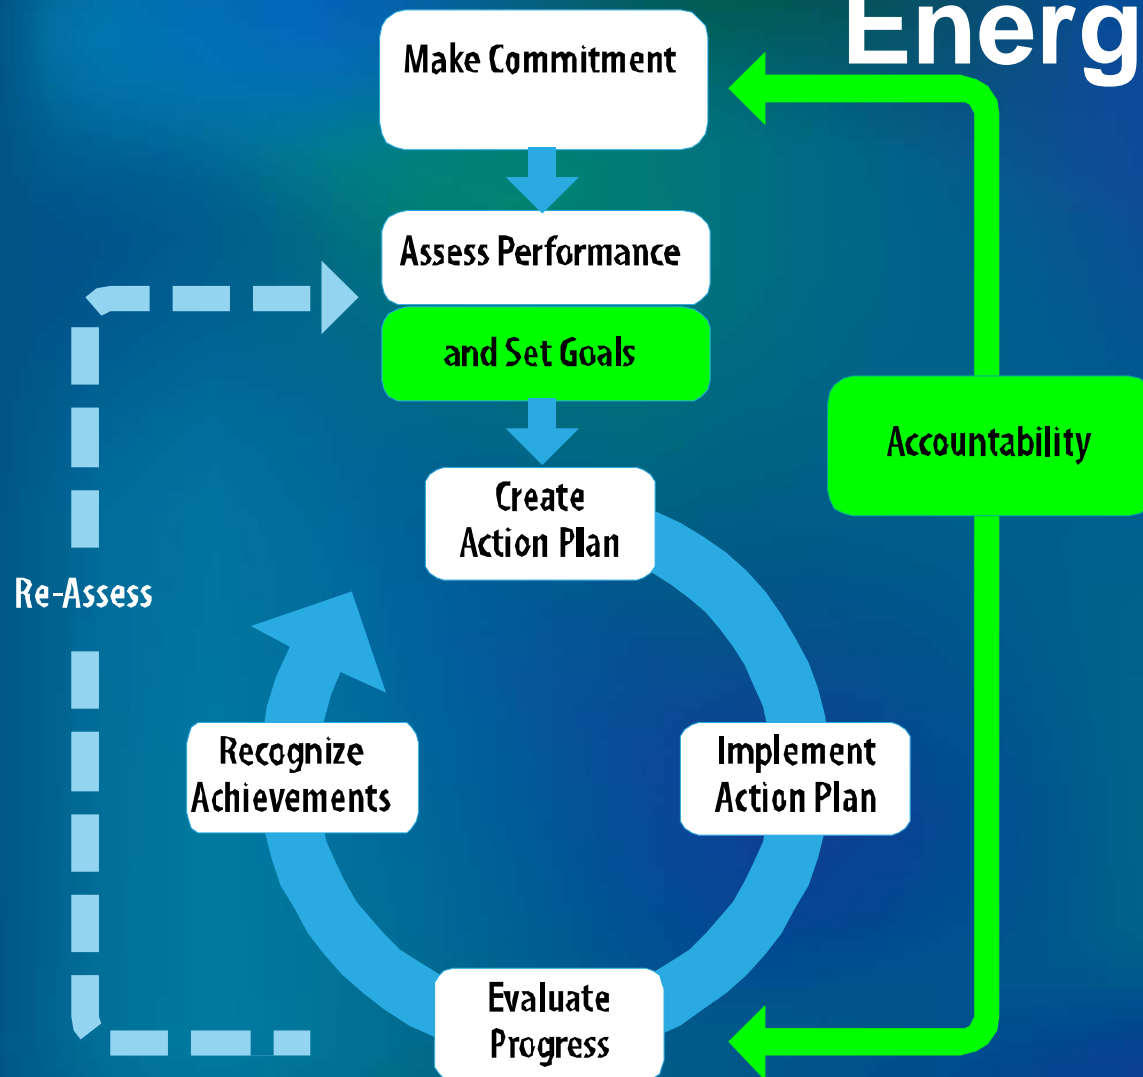 Energ
Make Commitment
Assess Performance
and Set Goals
Accountability
Create
Action Plan
Re-Assess
Recognize
Achievements
Implement
Action Plan
Evaluate
Progress